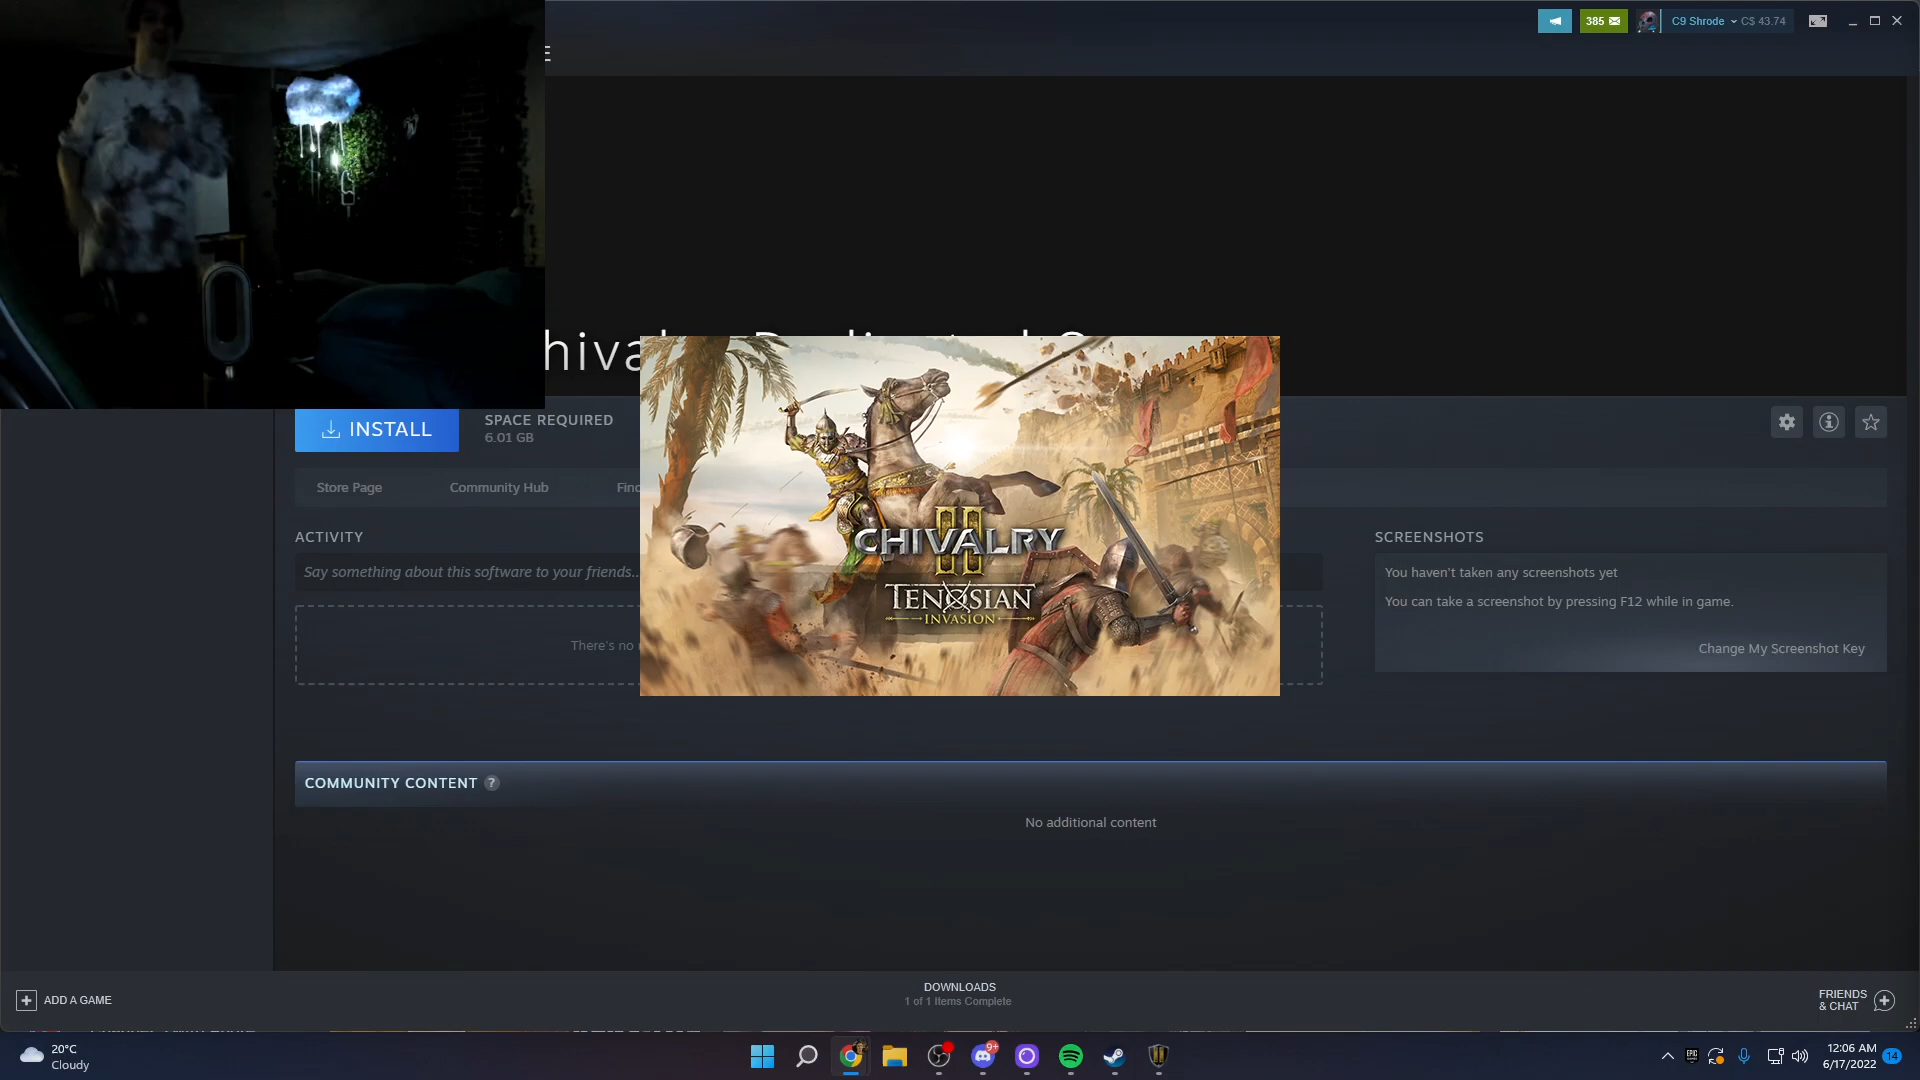 385
C9 Shrode
C$ 43.74
E
INSTALL
SPACE REQUIRED
6.01 GB
Store Page
Community Hub
ACTIVITY
Say something about this software to your friends...
There's no
CHIVALRY
II
TENOSIAN
INVASION
SCREENSHOTS
You haven't taken any screenshots yet
You can take a screenshot by pressing F12 while in game.
Change My Screenshot Key
COMMUNITY CONTENT ?
No additional content
ADD A GAME
DOWNLOADS
1 of 1 Items Complete
FRIENDS
& CHAT
20°C
Cloudy
9+
EPIC
12:06 AM
6/17/2022
14